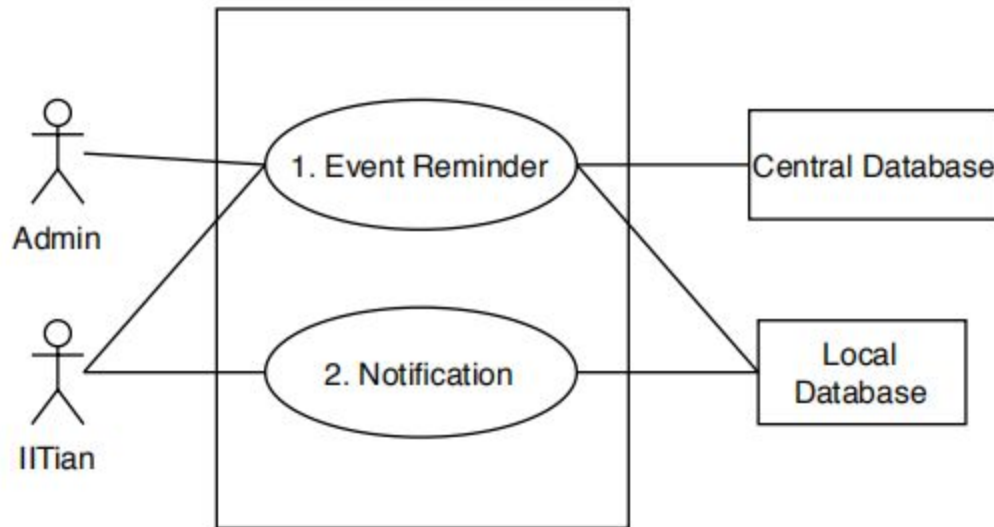 1. Event Reminder
Central Database
Admin
2. Notification
Local
Database
IITian